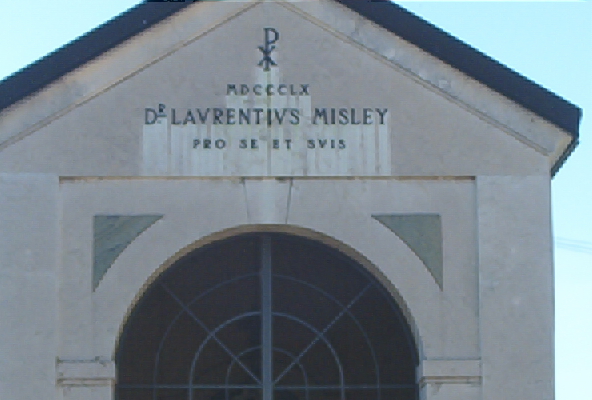 MDCCCLX
DR LAVRENTIVS MISLEY
PRO SE ET SVIS